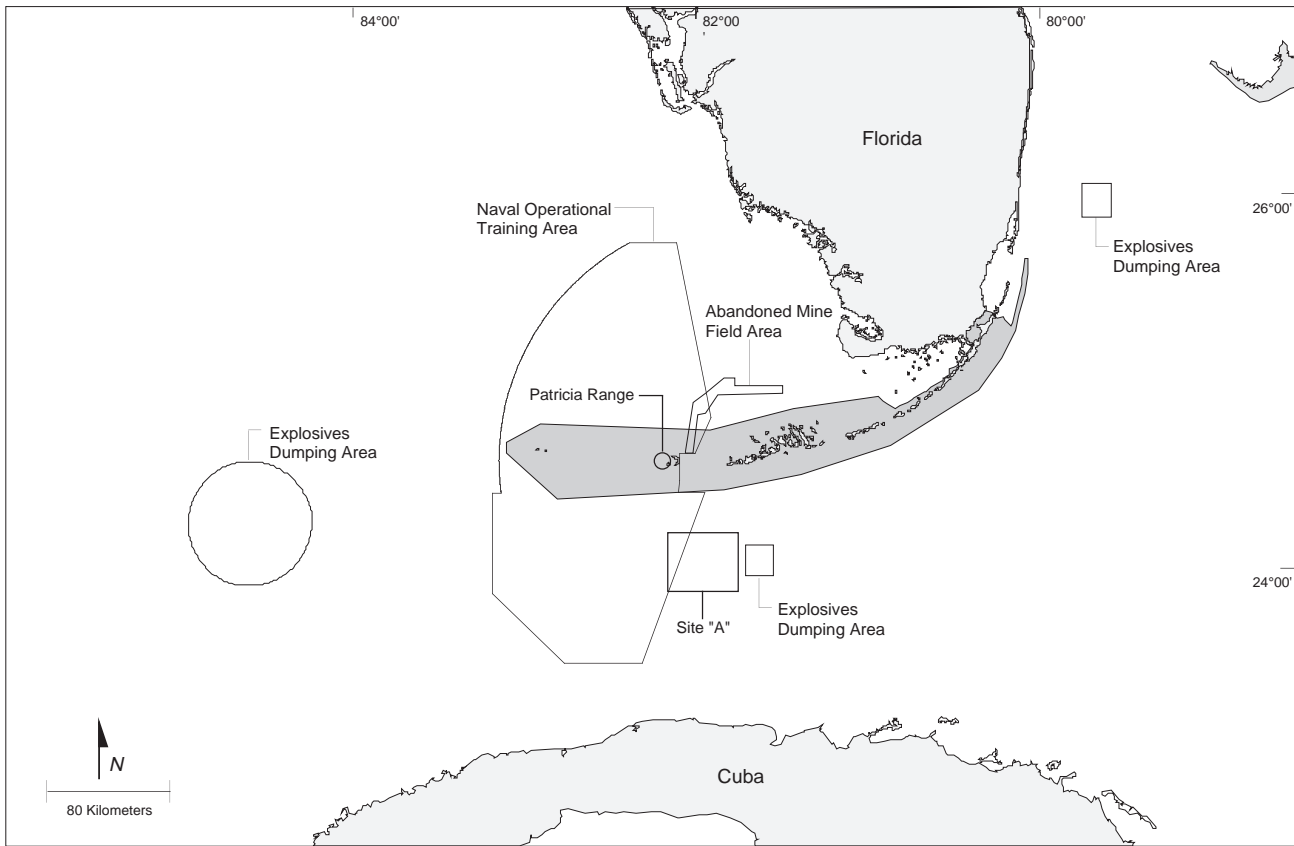 84°00'
82°00
80°00'
Florida
26°00'
Naval Operational
Training Area
Explosives
Dumping Area
Abandoned Mine
Field Area
Patricia Range
Explosives
Dumping Area
24°00'
Explosives
Dumping Area
Site "A"
N
Cuba
80 Kilometers